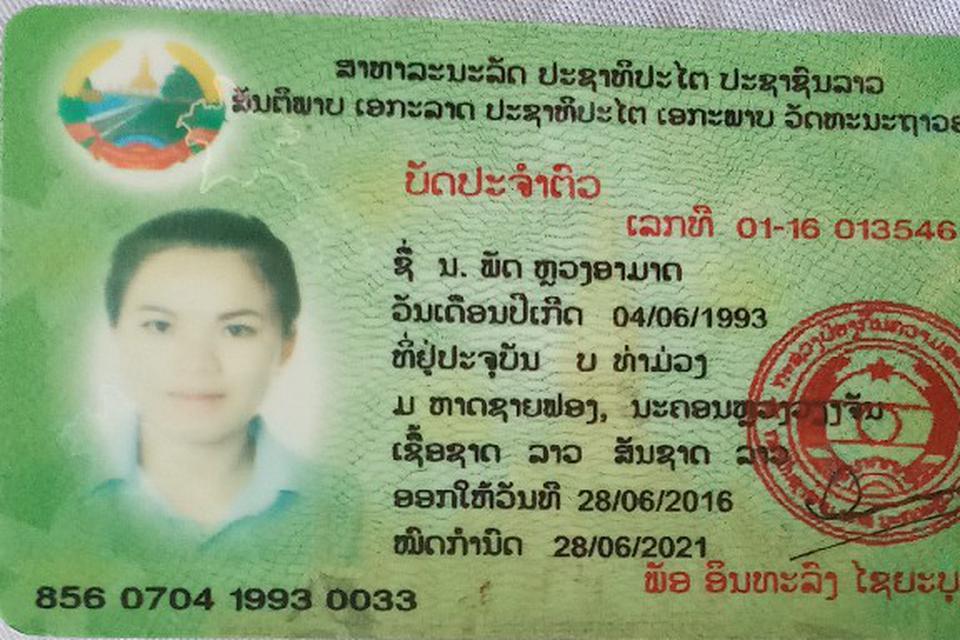 ສາທາລະນະລັດ ປະຊາທິປະໄຕ ປະຊາຊົນລາວ
ສັນຕິພາບ ເອກະລາດ ປະຊາທິປະໄຕ ເອກະພາບ ວັດທະນະຖາວອ
ບັດປະຈຳຕົວ
ເລກທີ 01-16 013546
ຊື່ ນ. ພັດ ຫຼວງອາມາດ
ວັນເດືອນປີເກີດ 04/06/1993
ທີ່ຢູ່ປະຈຸບັນ ບ ທ່າມ່ວງ
ມ ຫາດຊາຍຟອງ, ນະຄອນຫຼວງວຽງຈັນ
ເຊື້ອຊາດ ລາວ ສັນຊາດ ລາວ
ອອກໃຫ້ວັນທີ 28/06/2016
ໝົດກຳນົດ 28/06/2021
ພັອ ອິນທະລົງ ໄຊຍະບຸ
856 0704 1993 0033